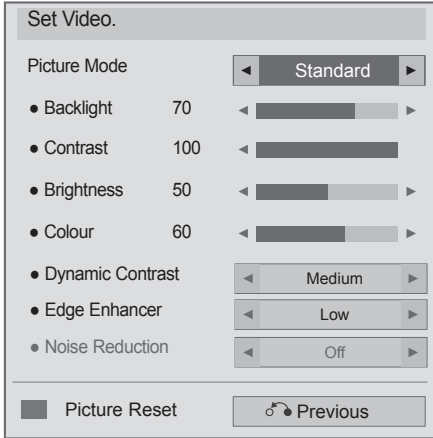 Set Video.
Picture Mode ◄ Standard ►
● Backlight 70 ◄ ►
● Contrast 100 ◄
● Brightness 50 ◄ ►
● Colour 60 ◄ ►
● Dynamic Contrast ◄ Medium ►
● Edge Enhancer ◄ Low ►
● Noise Reduction ◄ Off ►
Picture Reset Previous